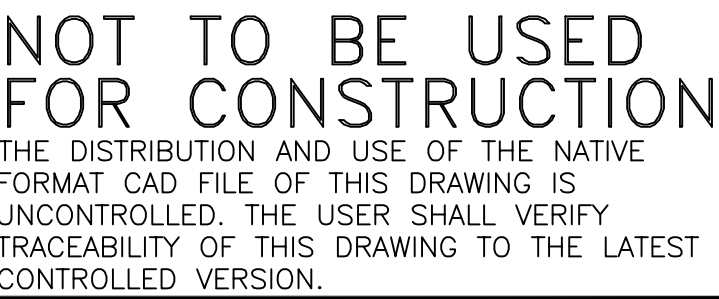 NOT TO BE USED
FOR CONSTRUCTION
THE DISTRIBUTION AND USE OF THE NATIVE
FORMAT CAD FILE OF THIS DRAWING IS
UNCONTROLLED. THE USER SHALL VERIFY
TRACEABILITY OF THIS DRAWING TO THE LATEST
CONTROLLED VERSION.